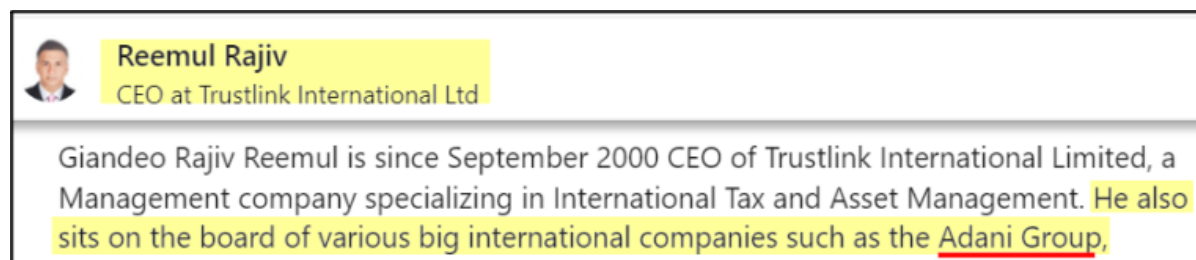 Reemul Rajiv
CEO at Trustlink International Ltd
Giandeo Rajiv Reemul is since September 2000 CEO of Trustlink International Limited, a
Management company specializing in International Tax and Asset Management. He also
sits on the board of various big international companies such as the Adani Group,